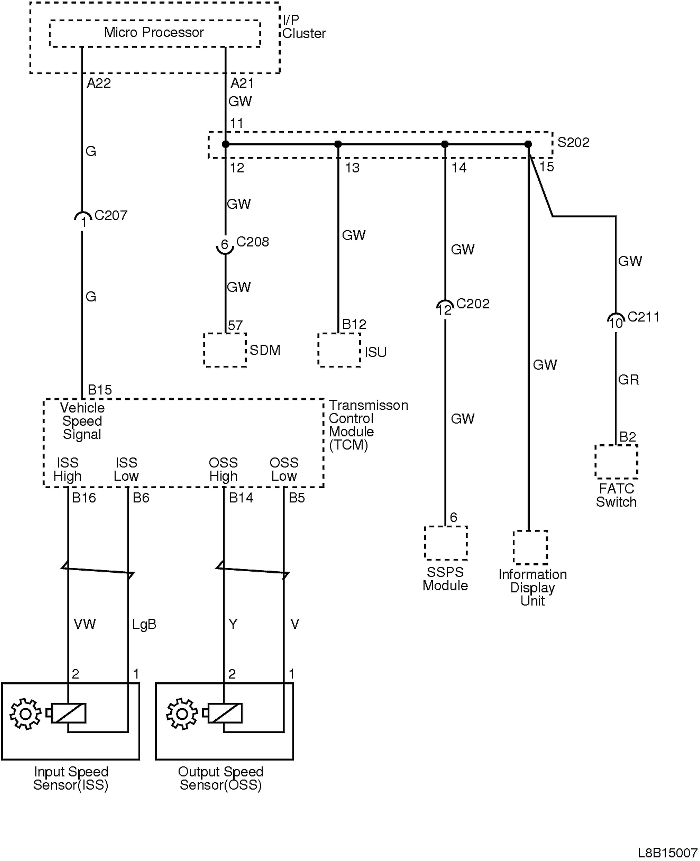 I/P
Cluster
Micro Processor
A22
A21
GW
11
S202
G
12
13
14
15
GW
1
C207
GW
GW
GW
6
C208
G
GW
12
C202
10
C211
57
SDM
B12
ISU
GW
GR
B15
Vehicle
Speed
Signal
Transmisson
Control
Module
(TCM)
GW
B2
FATC
Switch
ISS
High
ISS
Low
OSS
High
OSS
Low
B16
B6
B14
B5
6
SSPS
Module
Information
Display
Unit
VW
LgB
Y
V
2
1
2
1
Input Speed
Sensor(ISS)
Output Speed
Sensor(OSS)
L8B15007